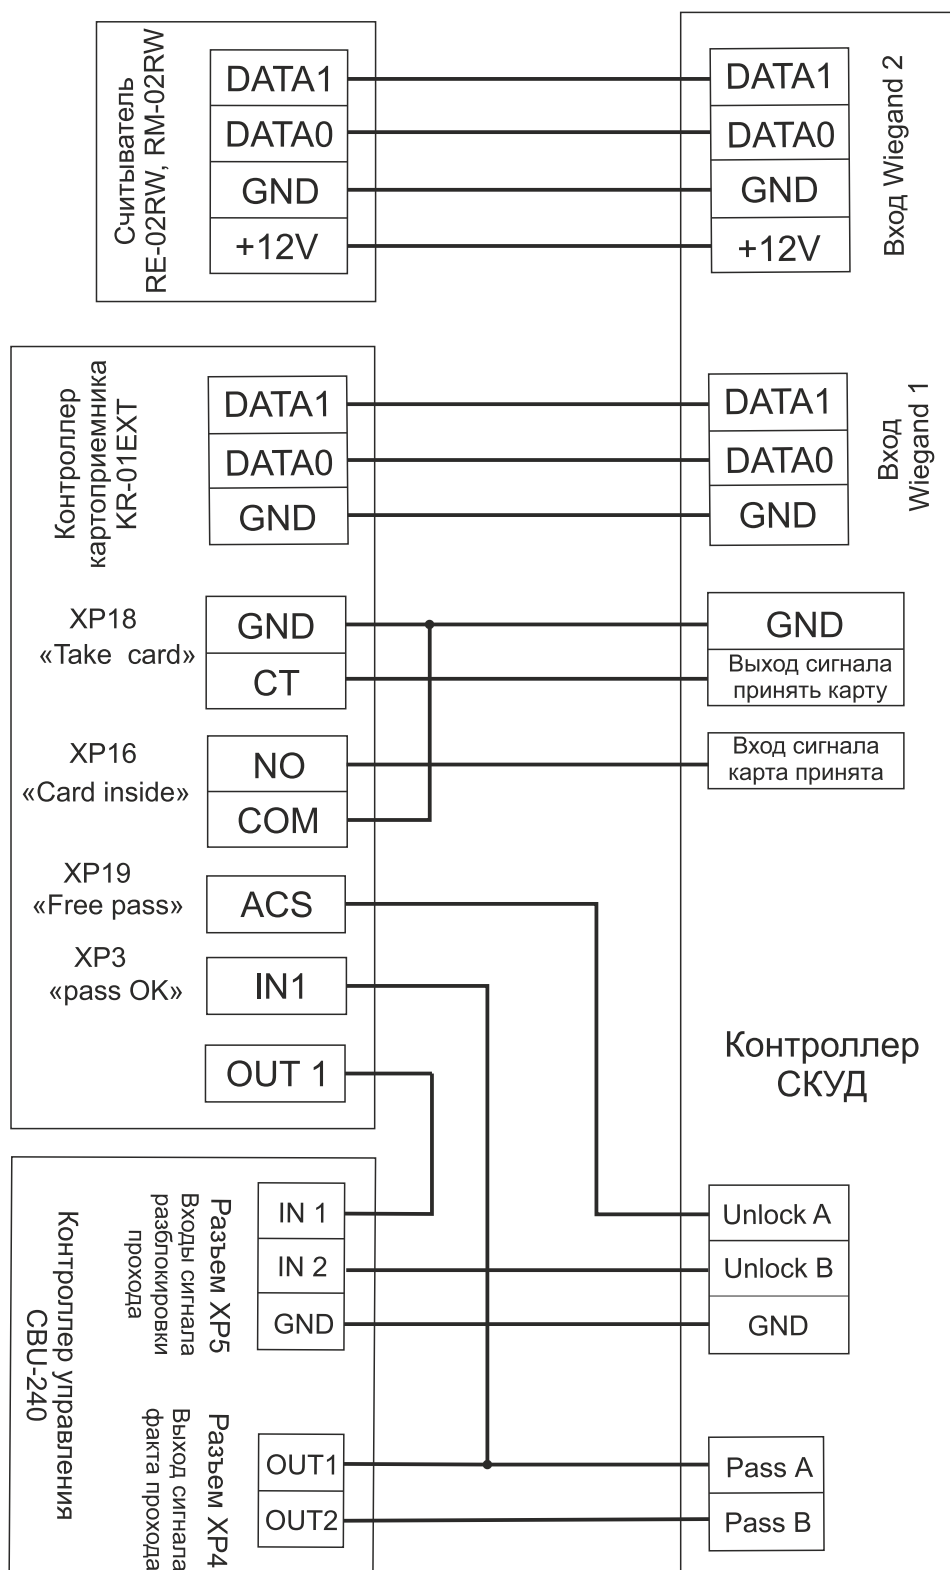 Считыватель
RE-02RW, RM-02RW
DATA1
DATA0
GND
+12V
DATA1
DATA0
GND
+12V
Вход Wiegand 2
Контроллер
картоприемника
KR-01EXT
DATA1
DATA0
GND
DATA1
DATA0
GND
Вход
Wiegand 1
XP18
«Take card»
GND
CT
GND
Выход сигнала
принять карту
XP16
«Card inside»
NO
COM
Вход сигнала
карта принята
XP19
«Free pass»
ACS
XP3
«pass OK»
IN1
OUT 1
Контроллер
СКУД
Контроллер управления
CBU-240
Разъем XP5
Входы сигнала
разблокировки
прохода
IN 1
IN 2
GND
Unlock A
Unlock B
GND
Разъем XP4
Выход сигнала
факта прохода
OUT1
OUT2
Pass A
Pass B